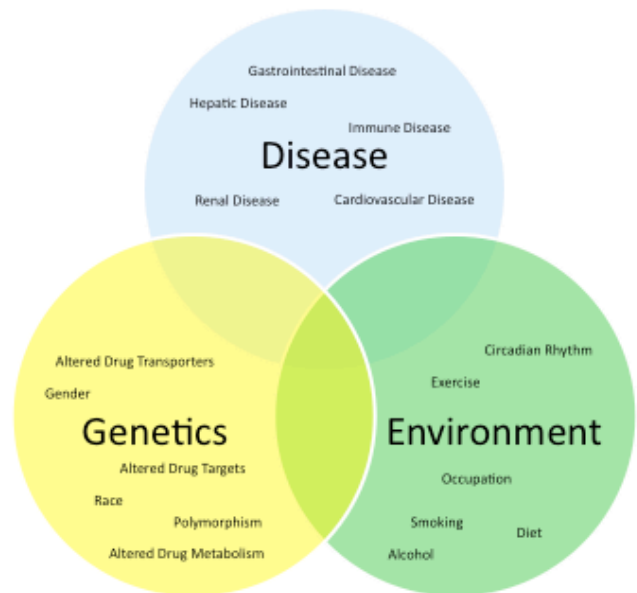 Gastrointestinal Disease
Hepatic Disease
Immune Disease
Disease
Renal Disease
Cardiovascular Disease
Altered Drug Transporters
Gender
Genetics
Altered Drug Targets
Race
Polymorphism
Altered Drug Metabolism
Circadian Rhythm
Exercise
Environment
Occupation
Smoking
Diet
Alcohol